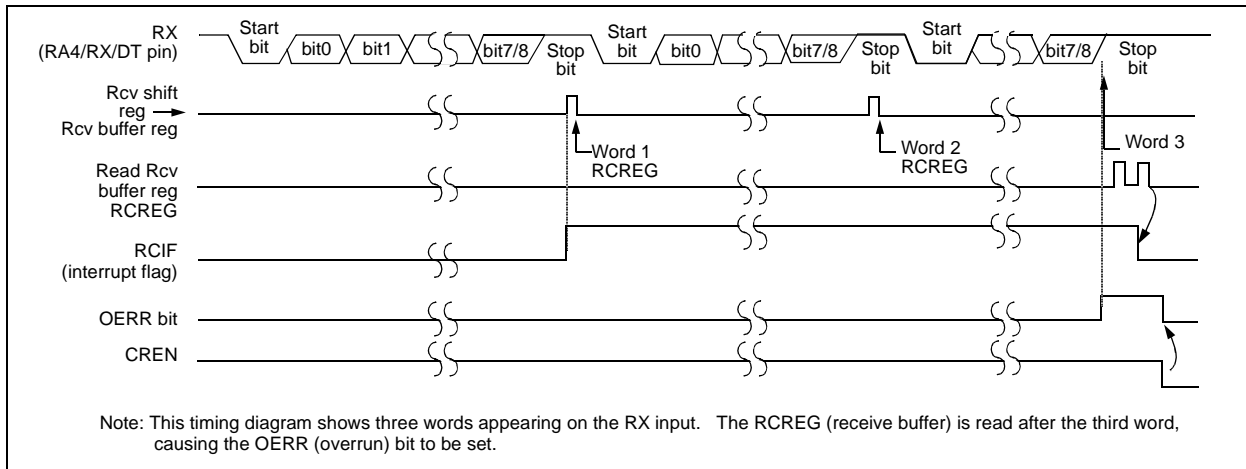 RX
(RA4/RX/DT pin)
Start
bit
bit0
bit1
bit7/8
Stop
bit
Start
bit
bit0
bit7/8
Stop
bit
Start
bit
bit7/8
Stop
bit
Rcv shift
reg
Rcv buffer reg
Word 1
RCREG
Word 2
RCREG
Word 3
Read Rcv
buffer reg
RCREG
RCIF
(interrupt flag)
OERR bit
CREN
Note: This timing diagram shows three words appearing on the RX input. The RCREG (receive buffer) is read after the third word,
causing the OERR (overrun) bit to be set.